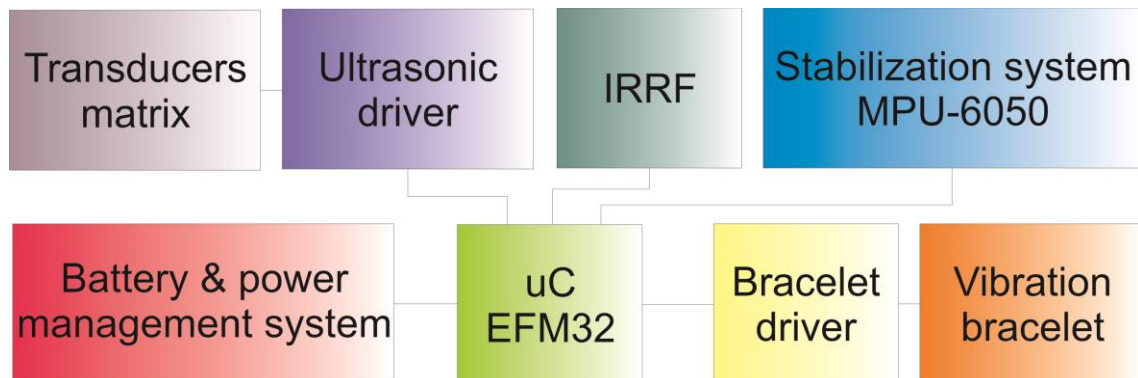 Transducers
matrix
Ultrasonic
driver
IRRF
Stabilization system
MPU-6050
Battery & power
management system
uC
EFM32
Bracelet
driver
Vibration
bracelet